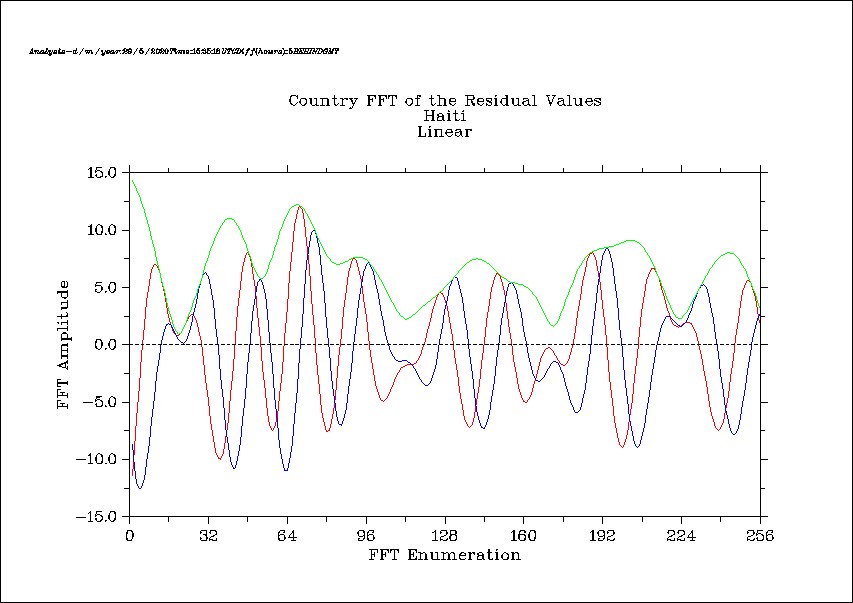 Country FFT of the Residual Values
Haiti
Linear
15.0
10.0
5.0
0.0
-5.0
-10.0
-15.0
FFT Amplitude
0 32 64 96 128 160 192 224 256
FFT Enumeration